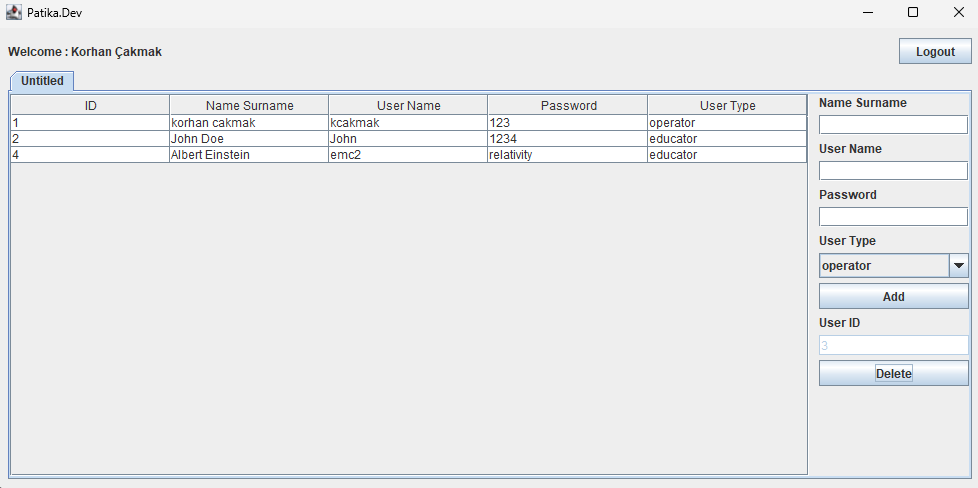 Patika.Dev
Welcome : Korhan Çakmak
Logout
Untitled
ID Name Surname User Name Password User Type
1 korhan cakmak kcakmak 123 operator
2 John Doe John 1234 educator
4 Albert Einstein emc2 relativity educator
Name Surname
User Name
Password
User Type
operator
Add
User ID
3
Delete